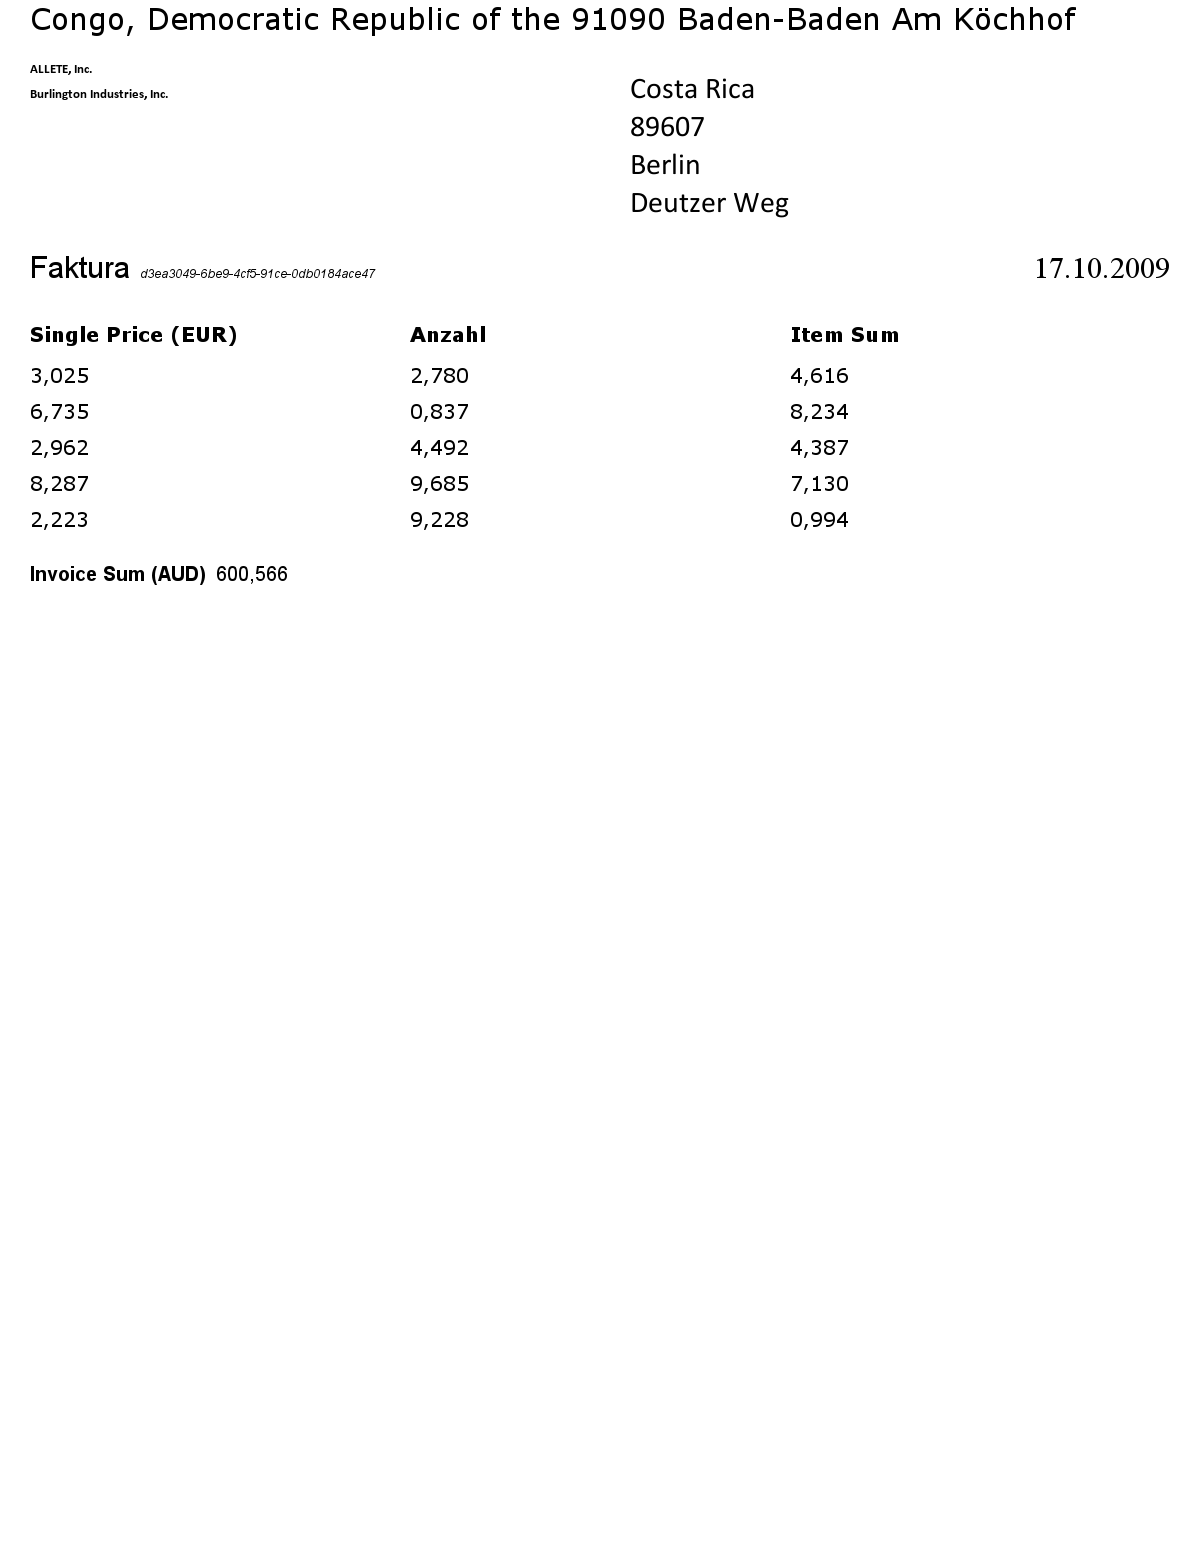 Congo, Democratic Republic of the 91090 Baden-Baden Am Köchhof
ALLETE, Inc.
Burlington Industries, Inc.
Costa Rica
89607
Berlin
Deutzer Weg
Faktura d3ea3049-6be9-4cf5-91ce-0db0184ace47 17.10.2009
Single Price (EUR) Anzahl Item Sum
3,025 2,780 4,616
6,735 0,837 8,234
2,962 4,492 4,387
8,287 9,685 7,130
2,223 9,228 0,994
Invoice Sum (AUD) 600,566